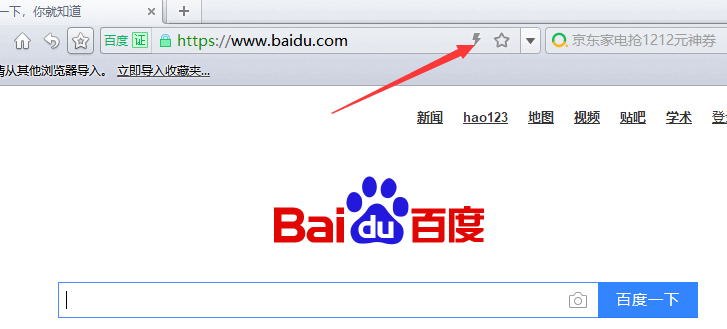 一下，你就知道
百度 证 https://www.baidu.com 京东家电抢1212元神券
请从其他浏览器导入。 立即导入收藏夹...
新闻 hao123 地图 视频 贴吧 学术
Bai du 百度
百度一下